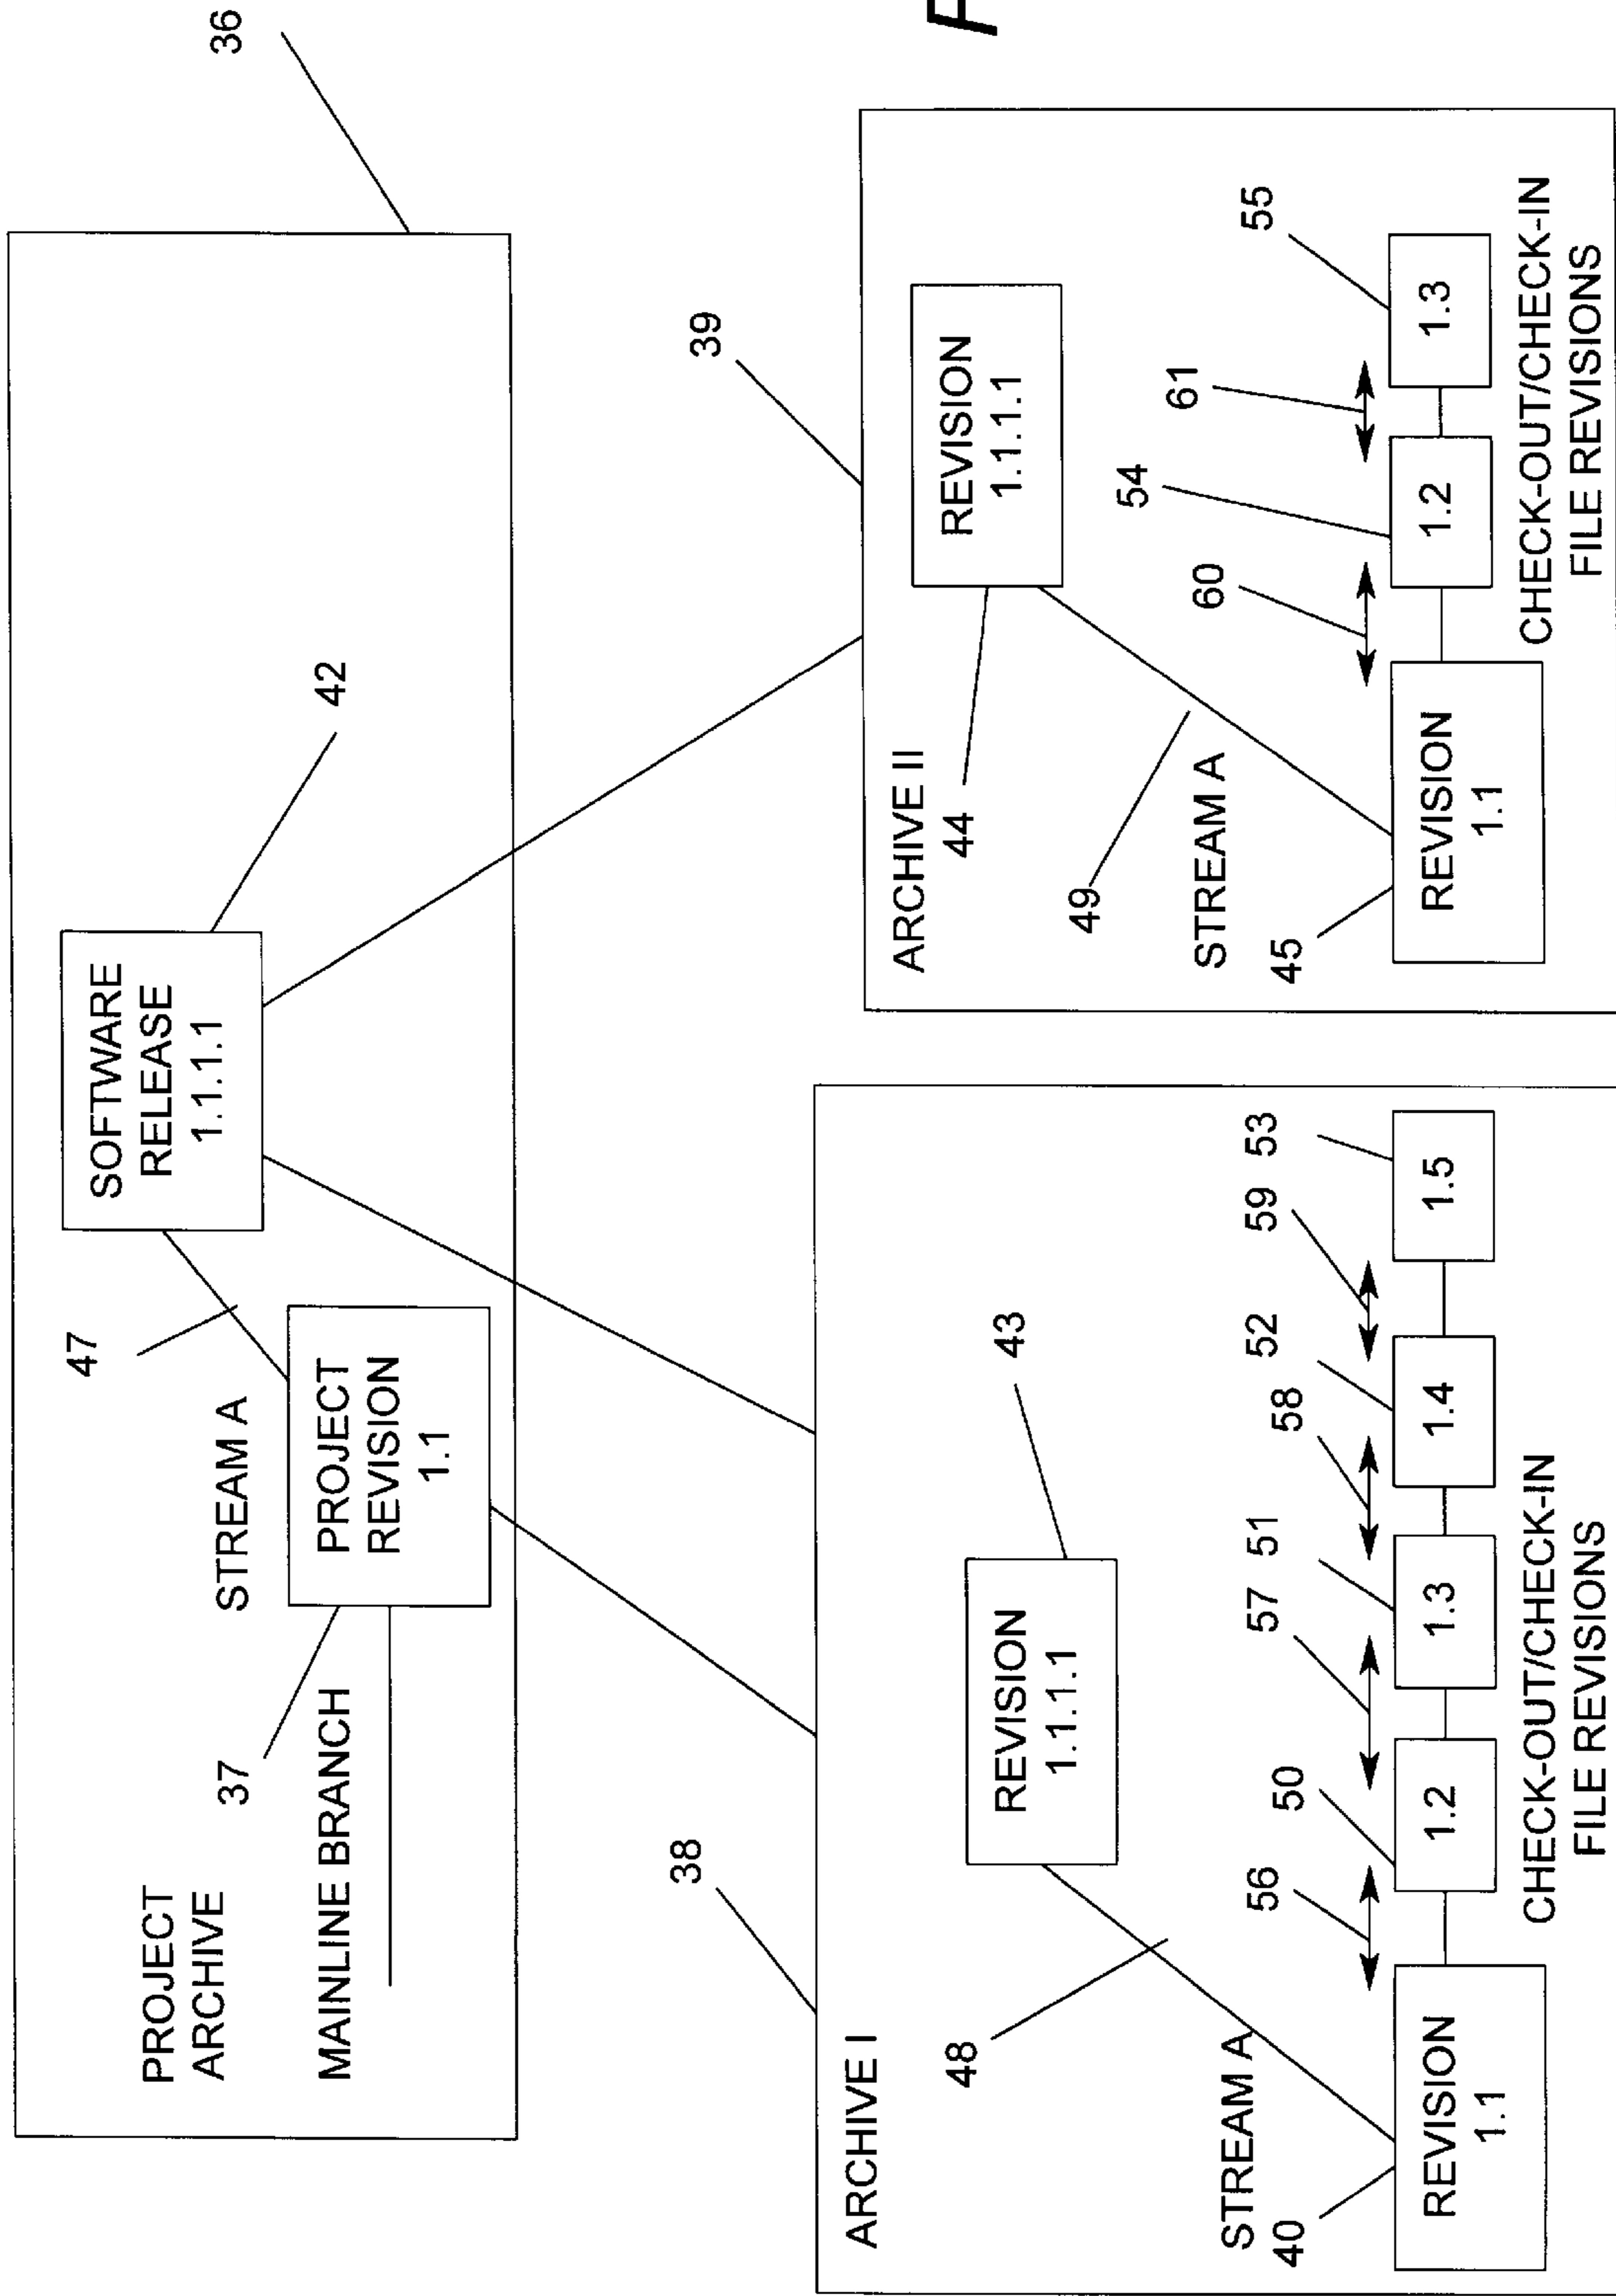 36
PROJECT
ARCHIVE
MAINLINE BRANCH
37
STREAM A
47
PROJECT
REVISION
1.1
SOFTWARE
RELEASE
1.1.1.1
42
38
39
ARCHIVE I
43
REVISION
1.1.1.1
48
STREAM A
40
REVISION
1.1
56
50
57
51
58
52
59
53
1.2
1.3
1.4
1.5
CHECK-OUT/CHECK-IN
FILE REVISIONS
ARCHIVE II
44
REVISION
1.1.1.1
49
STREAM A
45
REVISION
1.1
60
54
61
55
1.2
1.3
CHECK-OUT/CHECK-IN
FILE REVISIONS